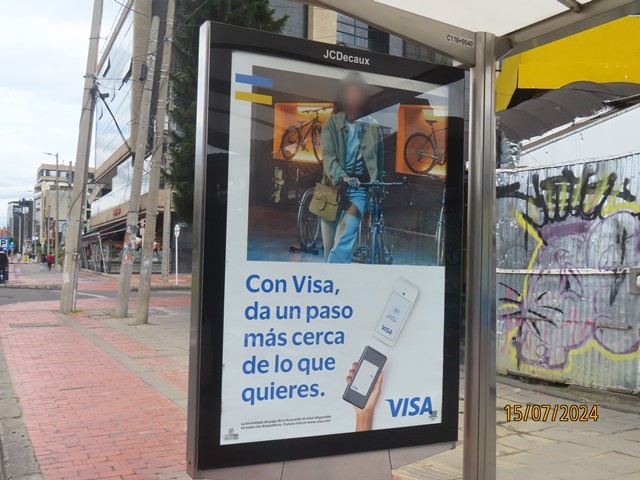 C116+0040
JCDecaux
Con Visa,
da un paso
más cerca
de lo que
quieres.
VISA
VISA
15/07/2024